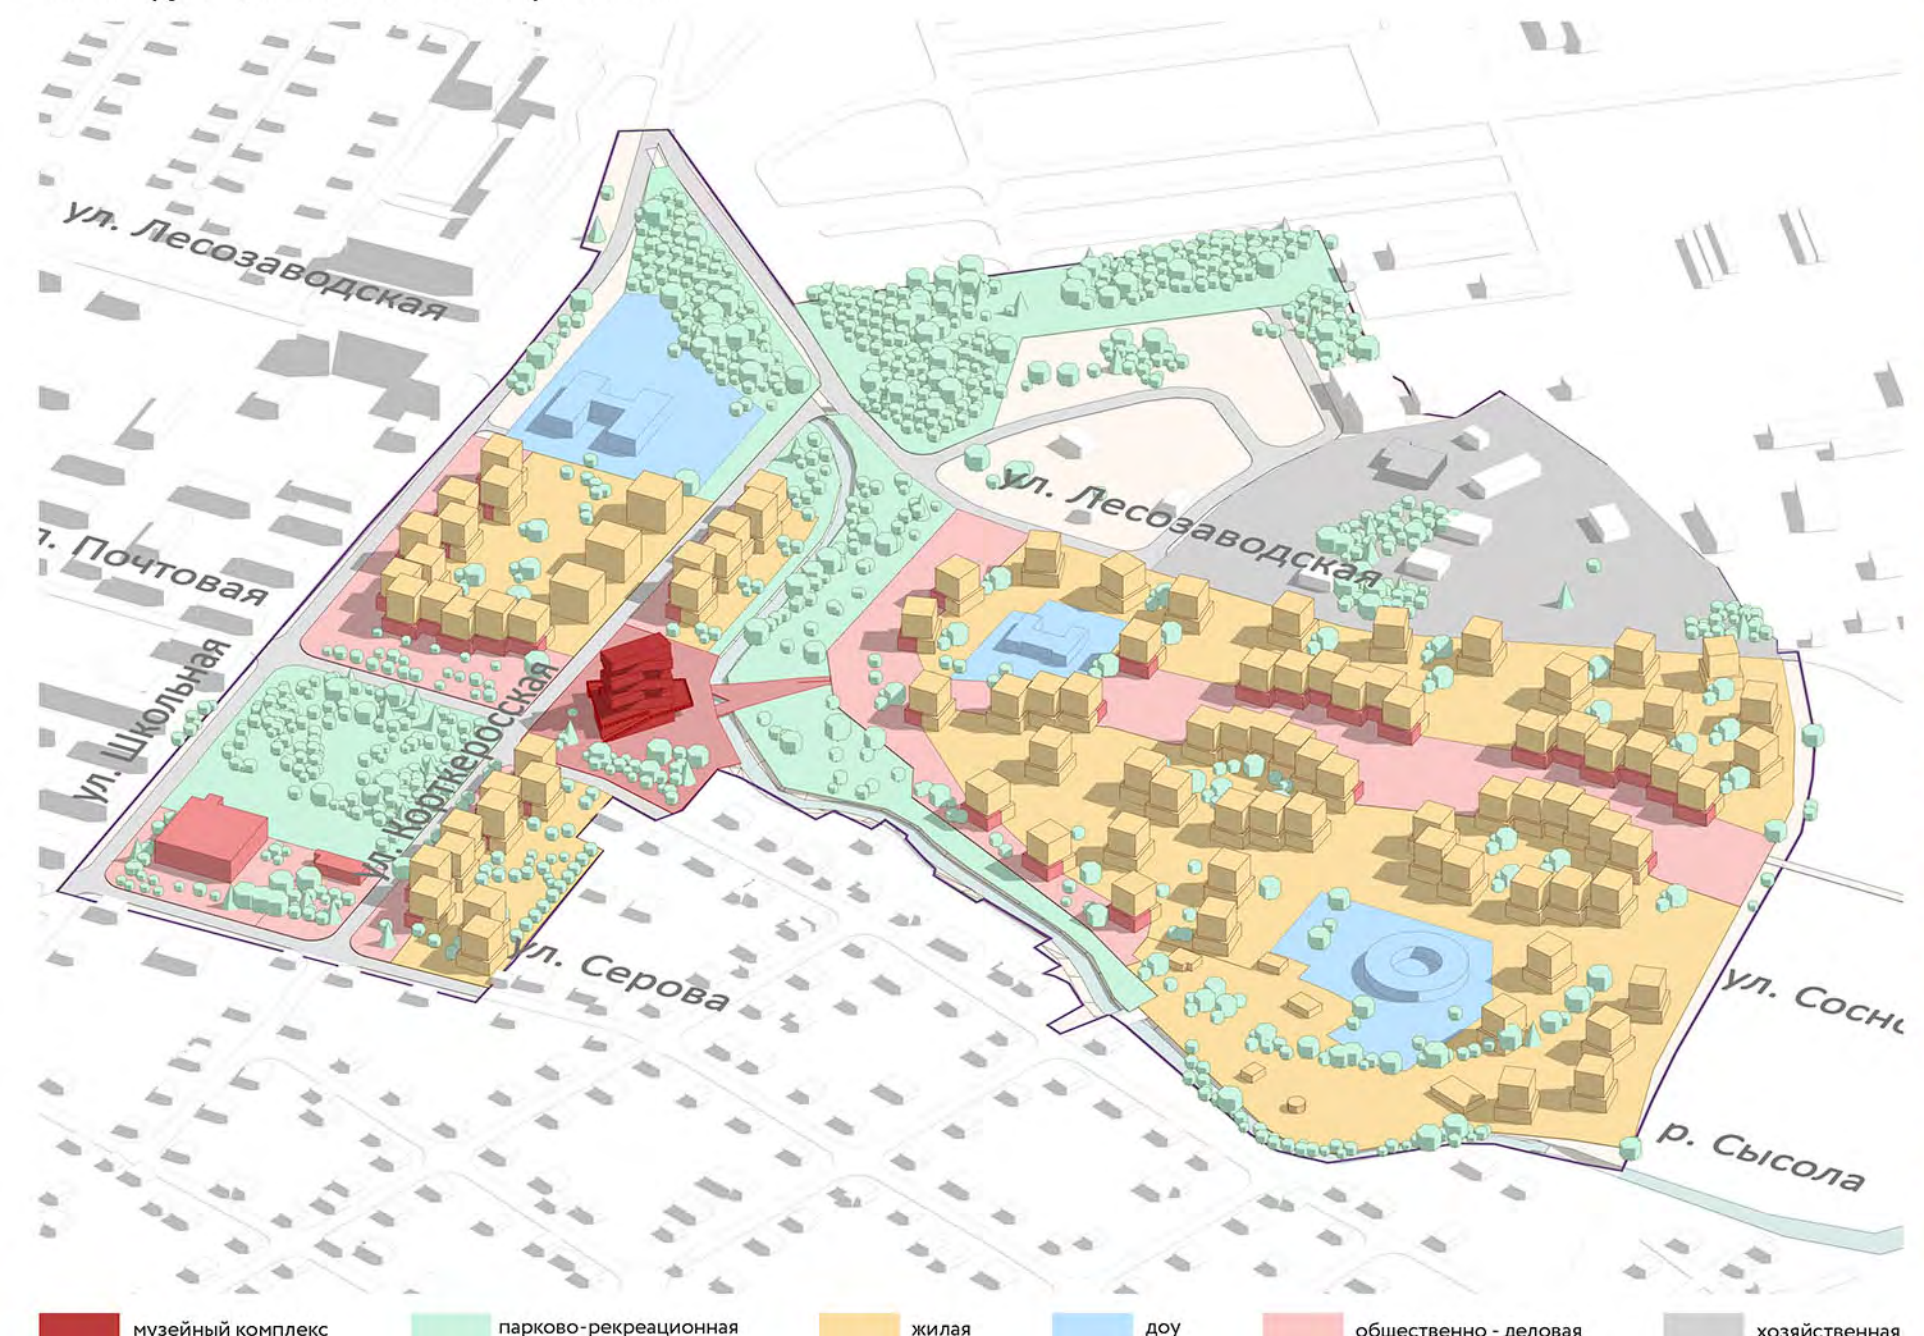 ул. Лесозаводская
ул. Лесозаводская
л. Почтовая
ул. Школьная
ул. Корткеросская
ул. Серова
ул. Сосно
р. Сысола
музейный комплекс
парково-рекреационная
жилая
доу
общественно - деловая
хозяйственная